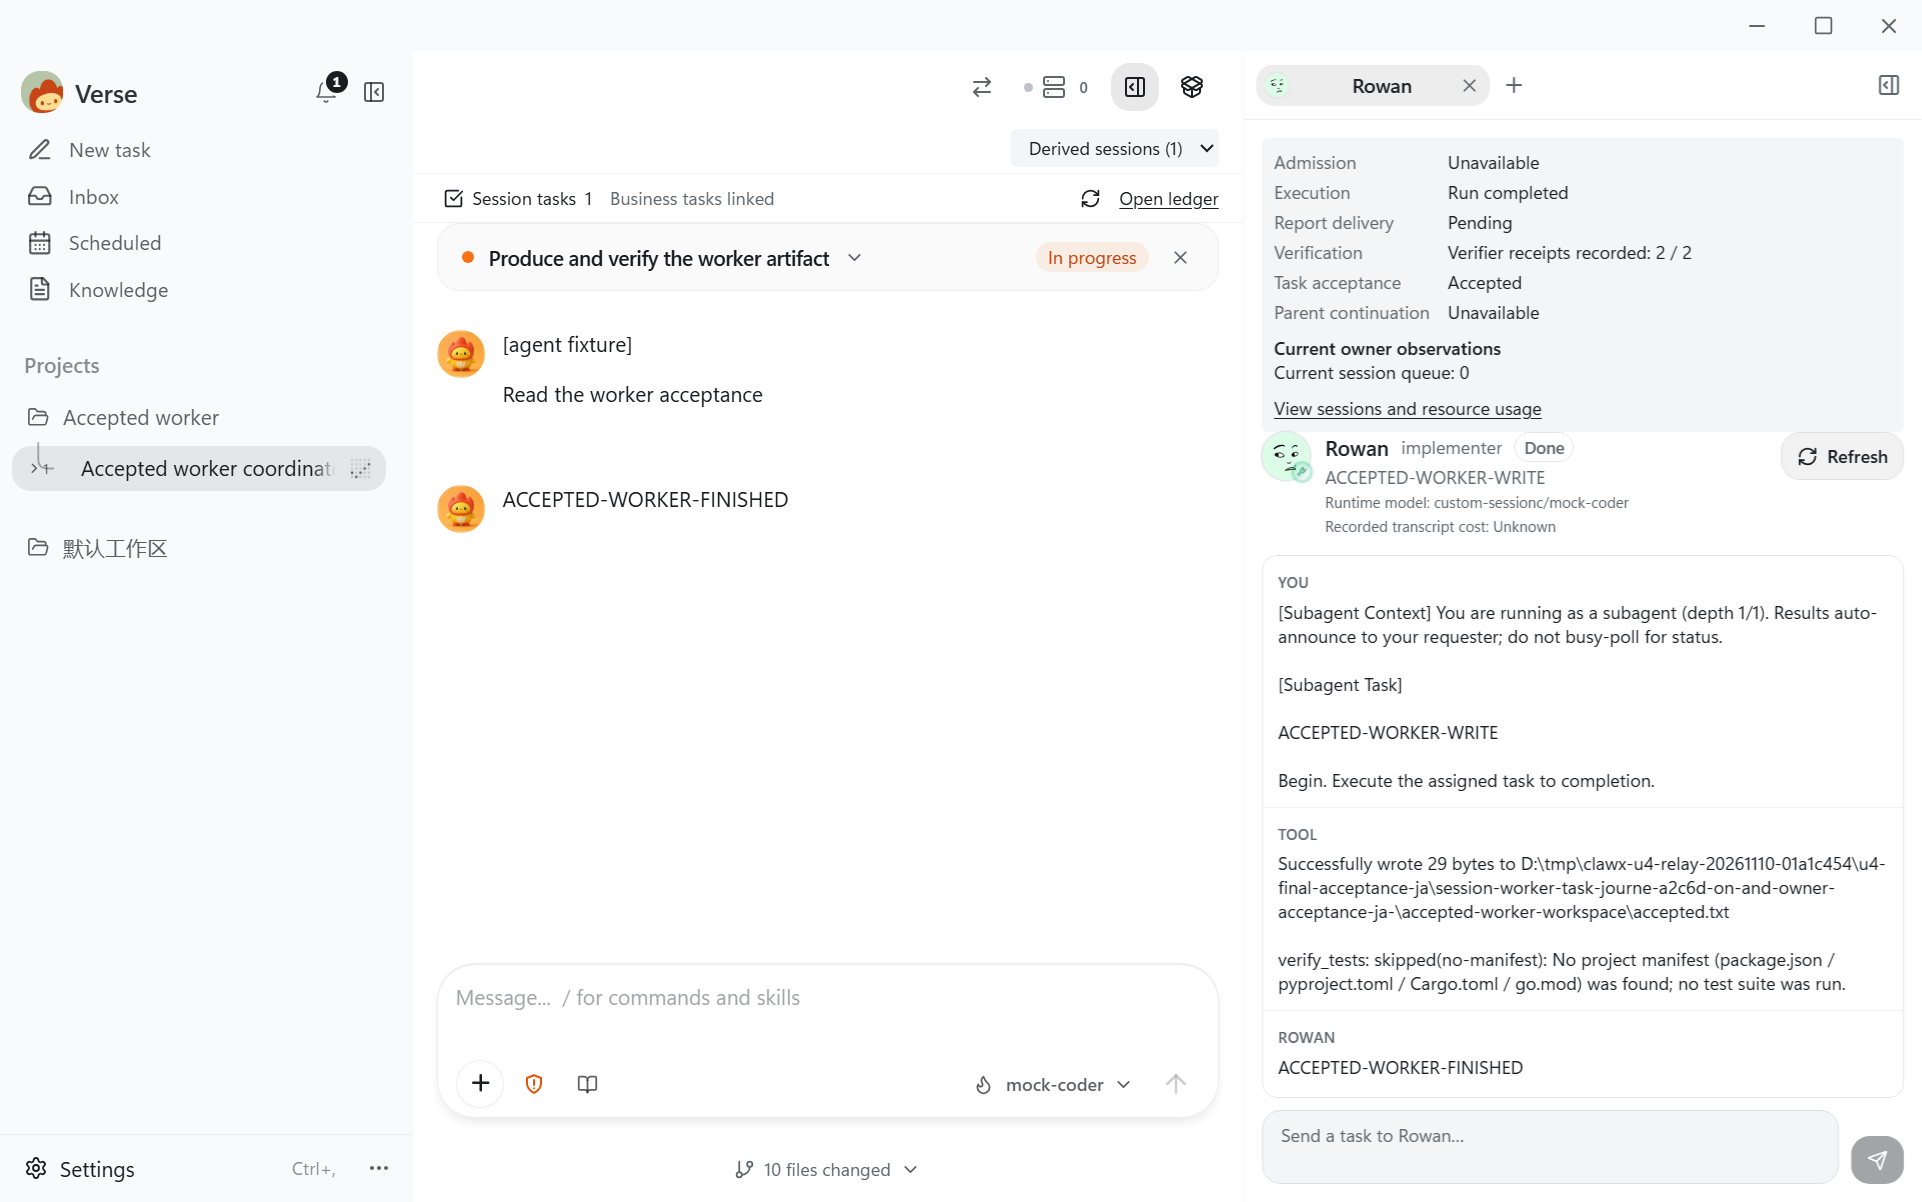 Verse
1
New task
Inbox
Scheduled
Knowledge
Projects
Accepted worker
Accepted worker coordinat
默认工作区
Settings
Ctrl+,
0
Derived sessions (1)
Session tasks 1
Business tasks linked
Open ledger
Produce and verify the worker artifact
In progress
[agent fixture]
Read the worker acceptance
ACCEPTED-WORKER-FINISHED
Message... / for commands and skills
mock-coder
10 files changed
Rowan
Admission Unavailable
Execution Run completed
Report delivery Pending
Verification Verifier receipts recorded: 2 / 2
Task acceptance Accepted
Parent continuation Unavailable
Current owner observations
Current session queue: 0
View sessions and resource usage
Rowan implementer Done
Refresh
ACCEPTED-WORKER-WRITE
Runtime model: custom-sessionc/mock-coder
Recorded transcript cost: Unknown
YOU
[Subagent Context] You are running as a subagent (depth 1/1). Results auto-
announce to your requester; do not busy-poll for status.
[Subagent Task]
ACCEPTED-WORKER-WRITE
Begin. Execute the assigned task to completion.
TOOL
Successfully wrote 29 bytes to D:\tmp\clawx-u4-relay-20261110-01a1c454\u4-
final-acceptance-ja\session-worker-task-journe-a2c6d-on-and-owner-
acceptance-ja-\accepted-worker-workspace\accepted.txt
verify_tests: skipped(no-manifest): No project manifest (package.json /
pyproject.toml / Cargo.toml / go.mod) was found; no test suite was run.
ROWAN
ACCEPTED-WORKER-FINISHED
Send a task to Rowan...